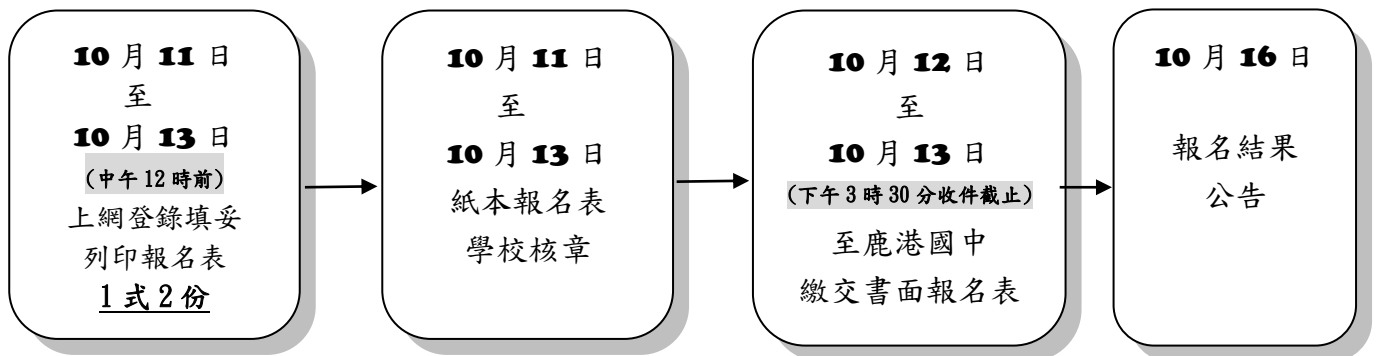 10 月 11 日
至
10 月 13 日
(中午 12 時前)
上網登錄填妥
列印報名表
1 式 2 份
10 月 11 日
至
10 月 13 日
紙本報名表
學校核章
10 月 12 日
至
10 月 13 日
(下午 3 時 30 分收件截止)
至鹿港國中
繳交書面報名表
10 月 16 日
報名結果
公告